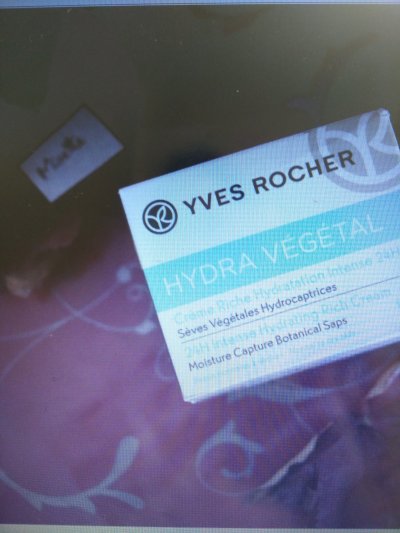 Minette
YVES ROCHER
HYDRA VÉGÉTAL
Crème Riche Hydratation Intense 24H
Sèves Végétales Hydrocaptrices
24H Intense Hydrating Rich Cream
Moisture Capture Botanical Saps